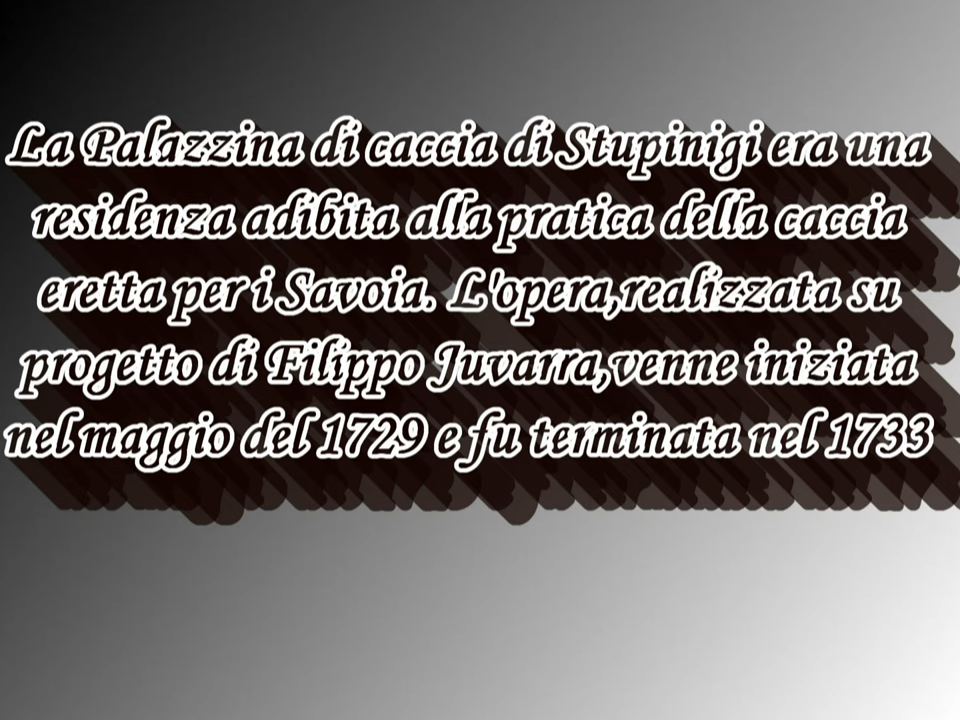 La Palazzina di caccia di Stupinigi era una
residenza adibita alla pratica della caccia
eretta per i Savoia. L'opera,realizzata su
progetto di Filippo Juvarra,venne iniziata
nel maggio del 1729 e fu terminata nel 1733